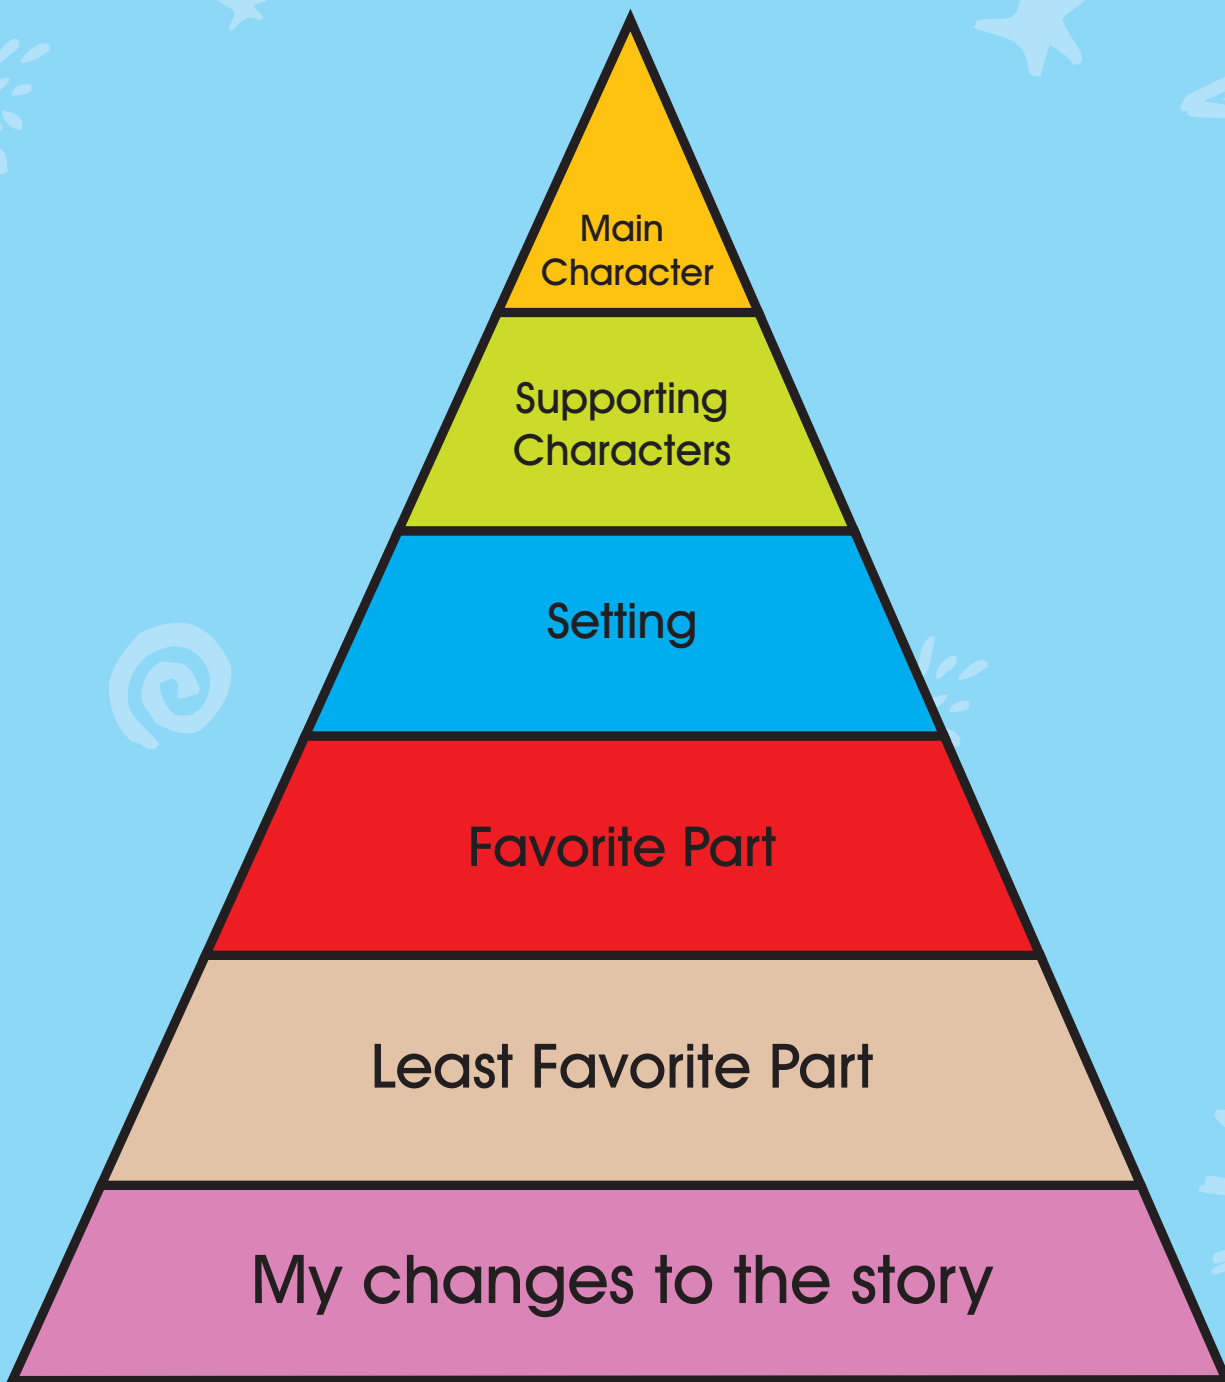 Main
Character
Supporting
Characters
Setting
Favorite Part
Least Favorite Part
My changes to the story